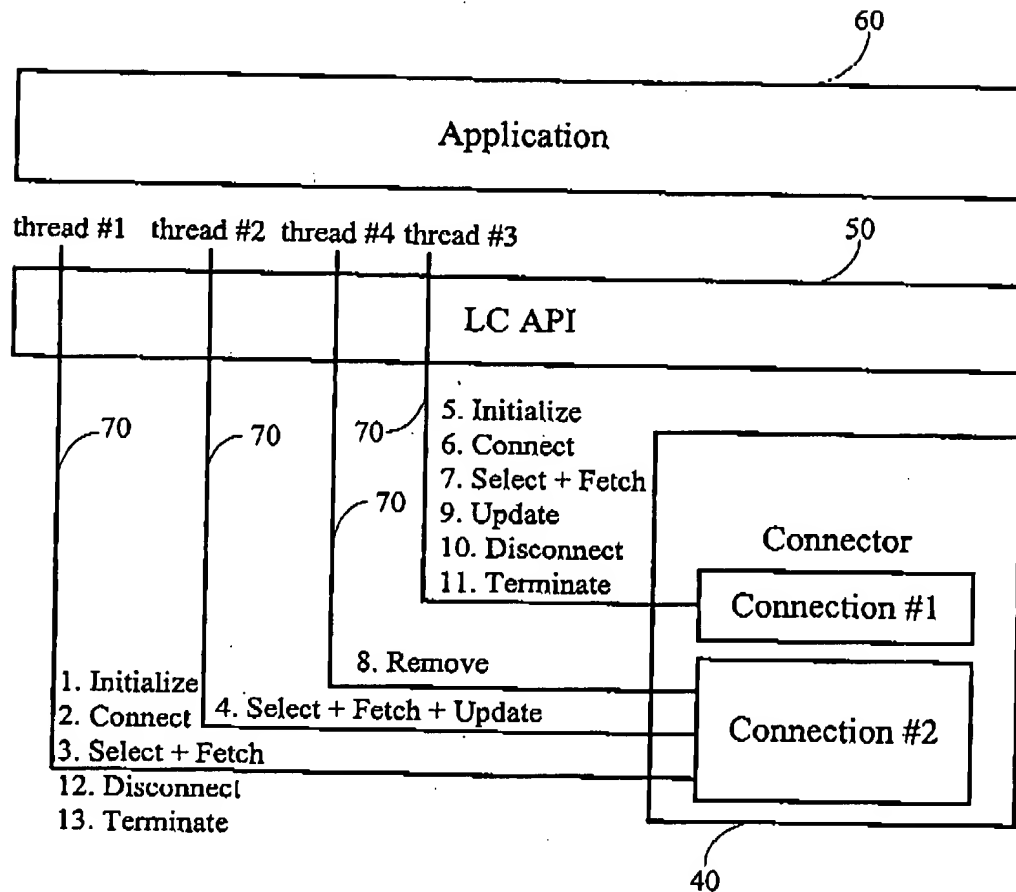 60
Application
thread #1 thread #2 thread #4 thread #3
50
LC API
70
70
70
70
5. Initialize
6. Connect
7. Select + Fetch
9. Update
10. Disconnect
11. Terminate
Connector
Connection #1
8. Remove
1. Initialize
2. Connect
3. Select + Fetch
12. Disconnect
13. Terminate
4. Select + Fetch + Update
Connection #2
40